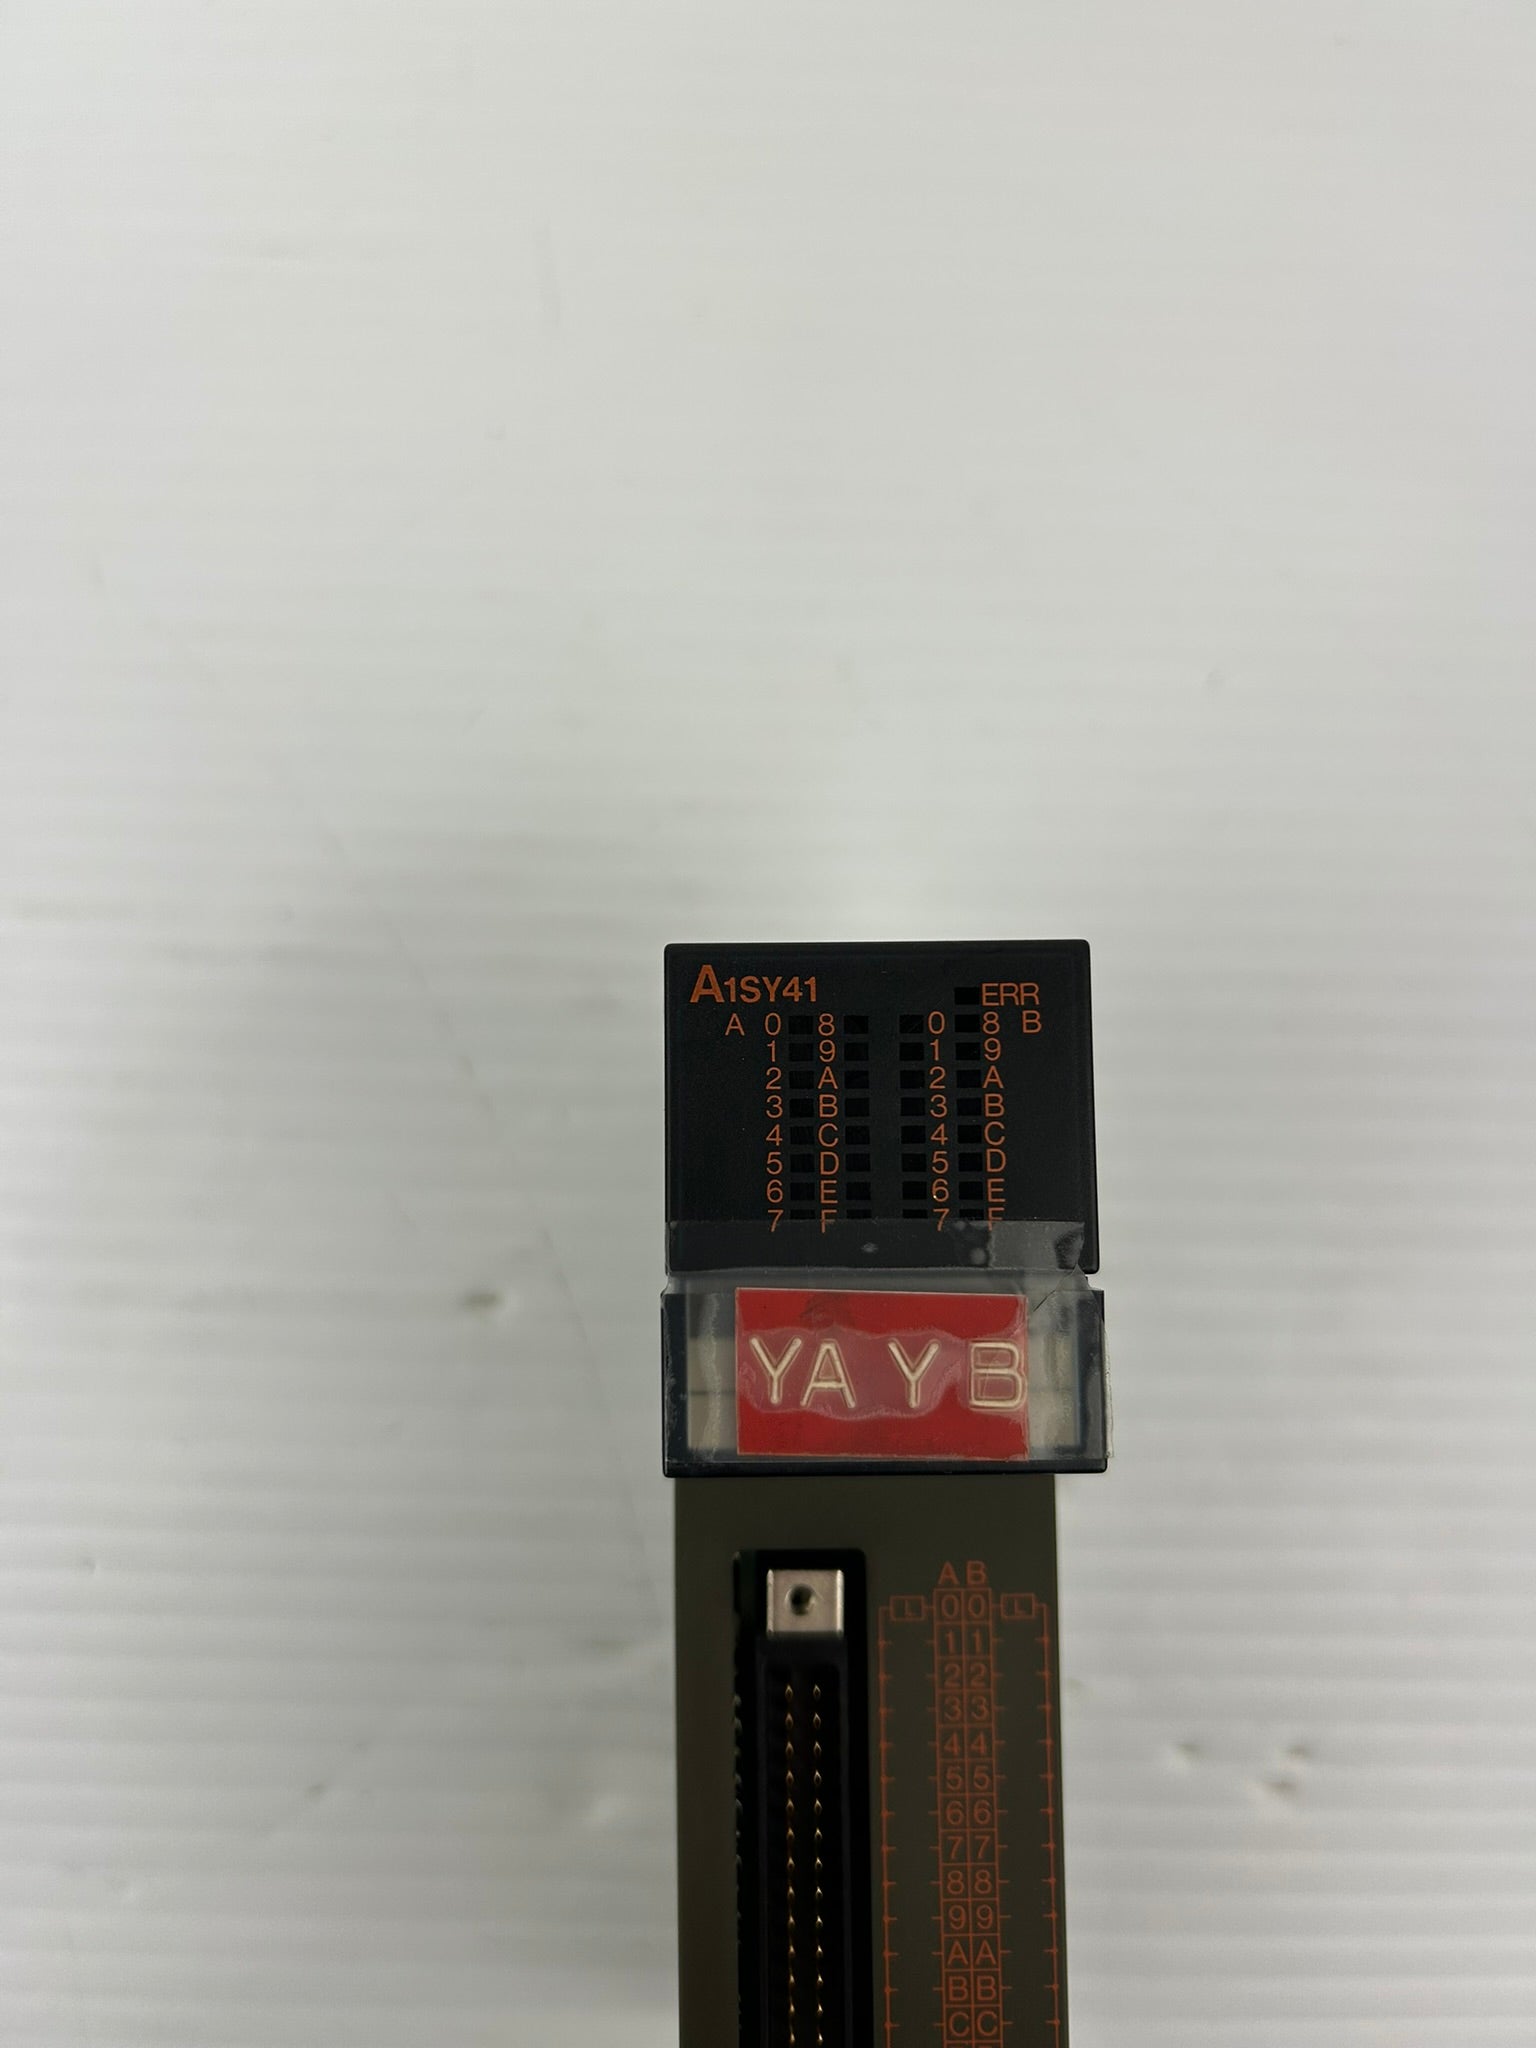 A1SY41 ERR
A 0 8 0 8 B
1 9 1 9
2 A 2 A
3 B 3 B
4 C 4 C
5 D 5 D
6 E 6 E
7 F 7 F
YA YB
A B
L 0 0 L
1 1
2 2
3 3
4 4
5 5
6 6
7 7
8 8
9 9
A A
B B
C C